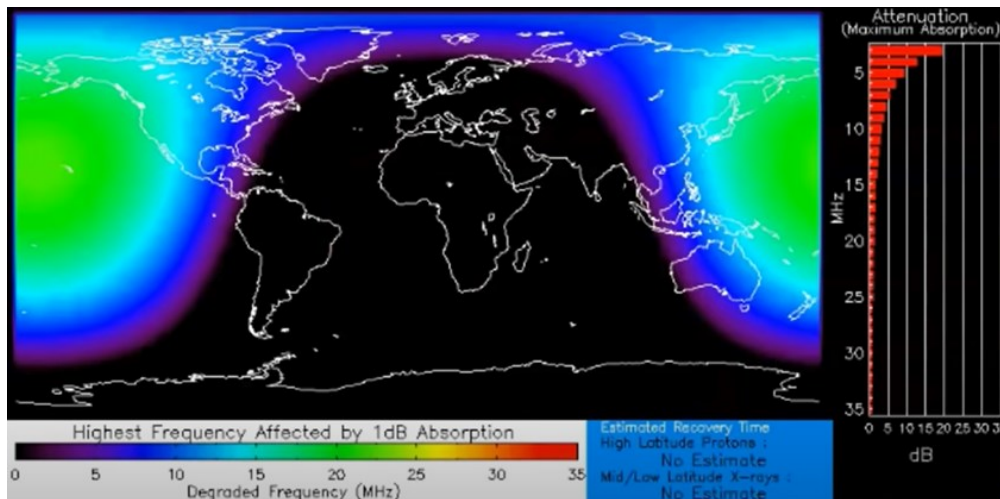 Attenuation
(Maximum Absorption)
5
10
15
20
25
30
35
MHz
0 5 10 15 20 25 30 3
dB
Highest Frequency Affected by 1dB Absorption
0 5 10 15 20 25 30 35
Degraded Frequency (MHz)
Estimated Recovery Time
High Latitude Protons :
No Estimate
Mid/Low Latitude X-rays :
No Estimate